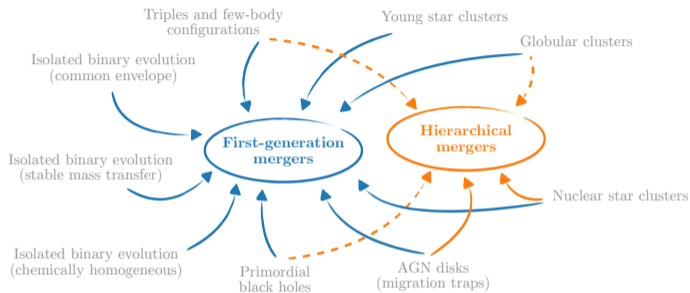 Triples and few-body
configurations
Young star clusters
Globular clusters
Isolated binary evolution
(common envelope)
First-generation
mergers
Hierarchical
mergers
Isolated binary evolution
(stable mass transfer)
Nuclear star clusters
Isolated binary evolution
(chemically homogeneous)
Primordial
black holes
AGN disks
(migration traps)